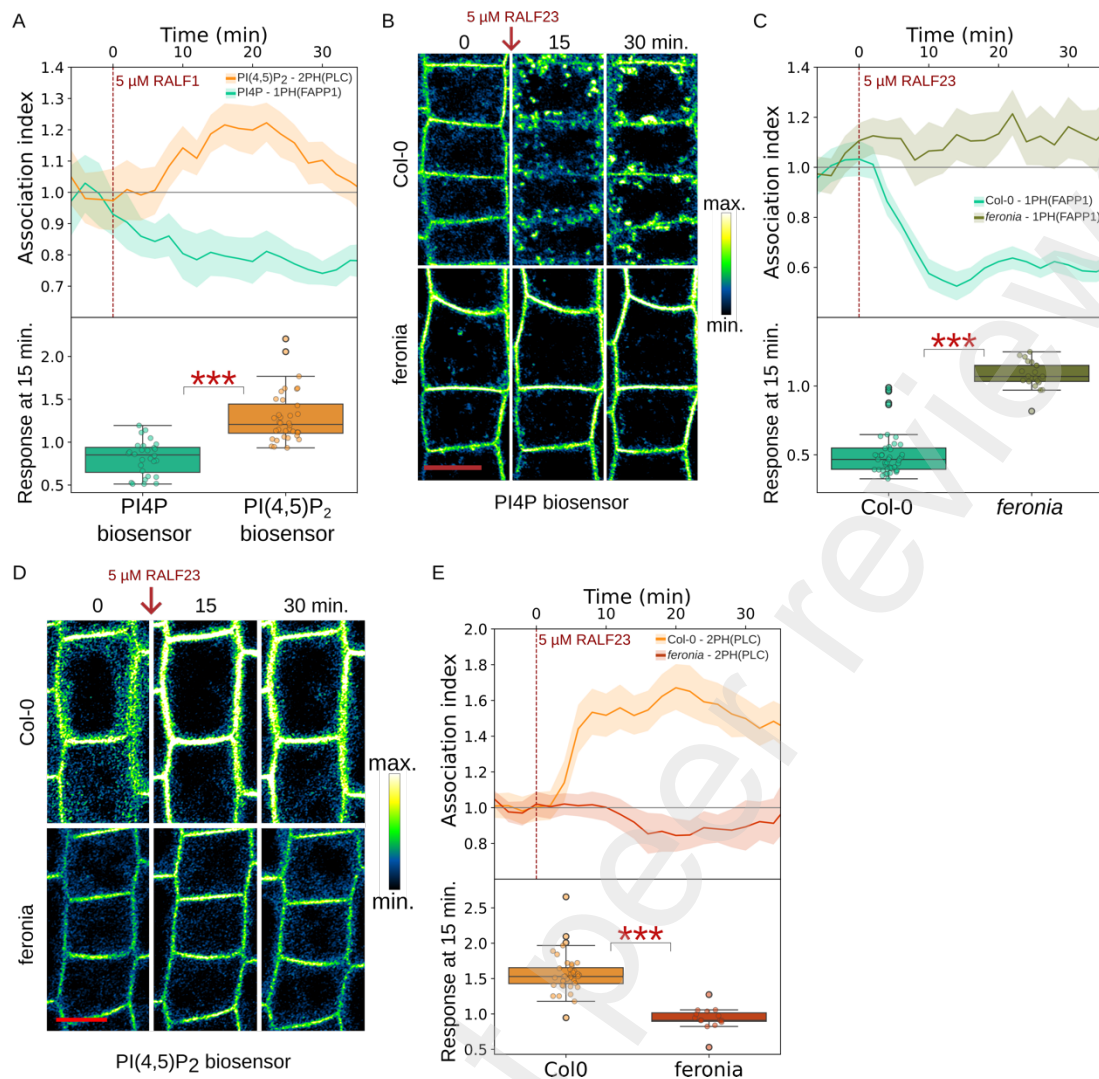 A
Time (min)
0 10 20 30
5 µM RALF1
PI(4,5)P2 - 2PH(PLC)
PI4P - 1PH(FAPP1)
Association index
1.4
1.2
1.1
1.0
0.9
0.8
0.7
Response at 15 min.
2.0
1.5
1.0
0.5
***
PI4P
biosensor
PI(4,5)P2
biosensor
B
5 µM RALF23
0 15 30 min.
Col-0
feronia
max.
min.
PI4P biosensor
C
Time (min)
0 10 20 30
5 µM RALF23
Col-0 - 1PH(FAPP1)
feronia - 1PH(FAPP1)
Association index
1.4
1.2
1.0
0.8
0.6
Response at 15 min.
1.0
0.5
***
Col-0
feronia
D
5 µM RALF23
0 15 30 min.
Col-0
feronia
max.
min.
PI(4,5)P2 biosensor
E
Time (min)
0 10 20 30
5 µM RALF23
Col-0 - 2PH(PLC)
feronia - 2PH(PLC)
Association index
2.0
1.8
1.6
1.4
1.2
1.0
0.8
Response at 15 min.
2.5
2.0
1.5
1.0
0.5
***
Col0
feronia
t peer review